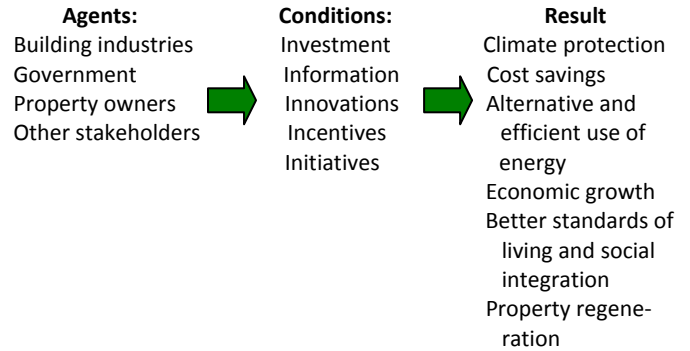 Agents:
Building industries
Government
Property owners
Other stakeholders
Conditions:
Investment
Information
Innovations
Incentives
Initiatives
Result
Climate protection
Cost savings
Alternative and
efficient use of
energy
Economic growth
Better standards of
living and social
integration
Property regene-
ration